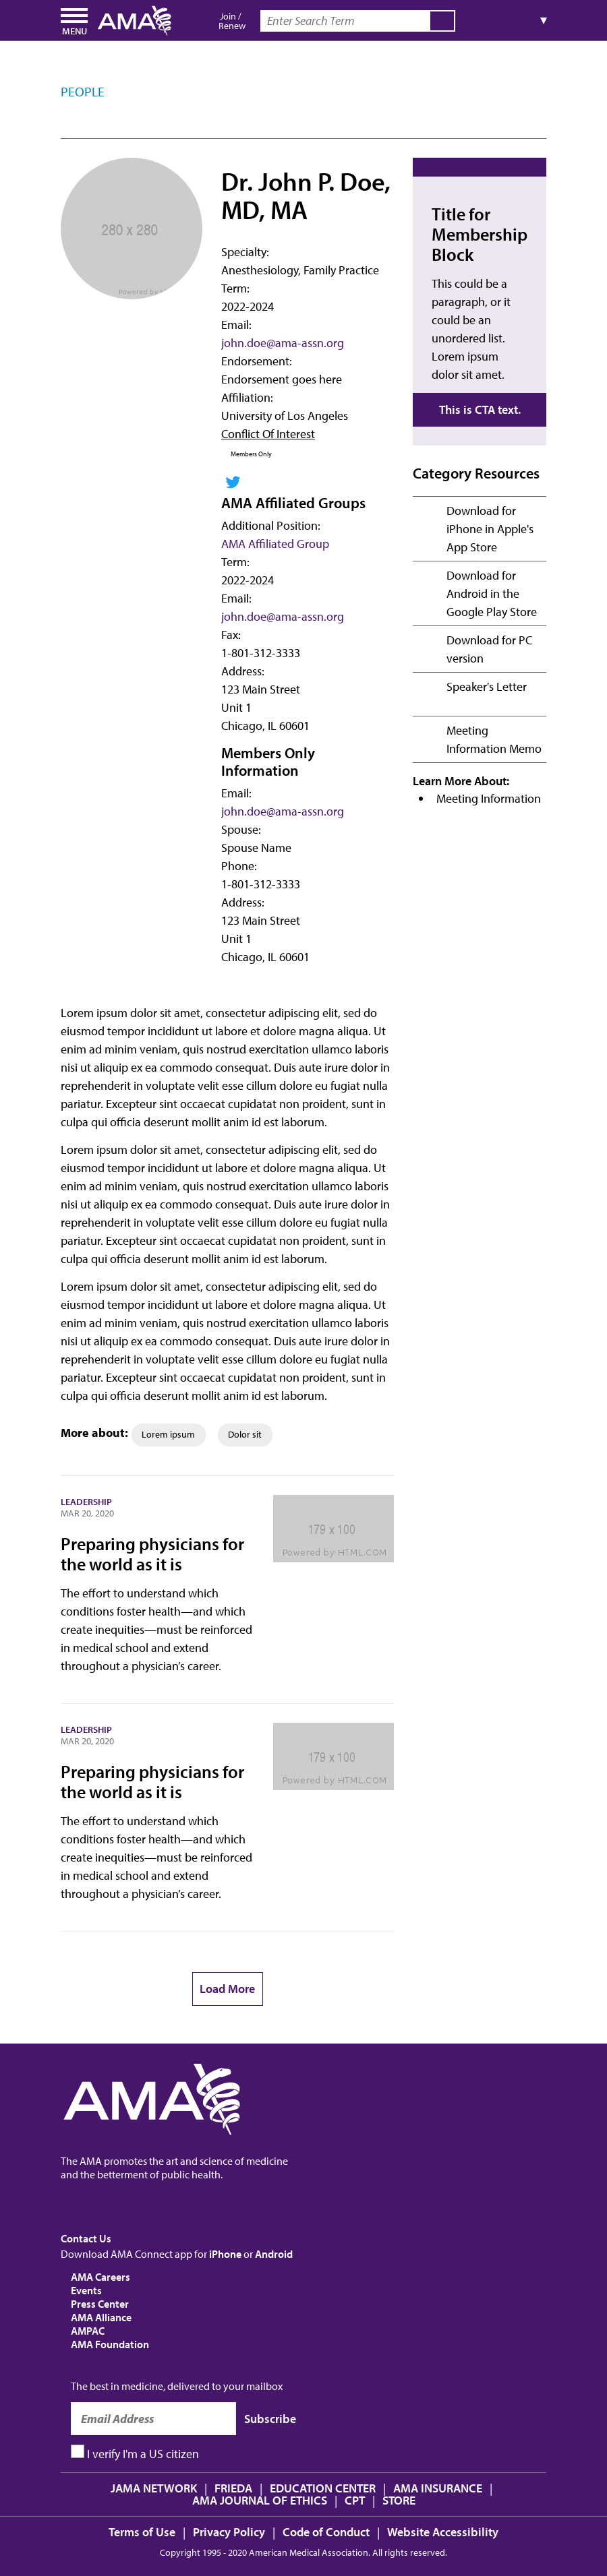 MENU
AMA
Join /
Renew
Enter Search Term
▼
PEOPLE
280 x 280
Powered by
Dr. John P. Doe,
MD, MA
Specialty:
Anesthesiology, Family Practice
Term:
2022-2024
Email:
john.doe@ama-assn.org
Endorsement:
Endorsement goes here
Affiliation:
University of Los Angeles
Conflict Of Interest
Members Only
AMA Affiliated Groups
Additional Position:
AMA Affiliated Group
Term:
2022-2024
Email:
john.doe@ama-assn.org
Fax:
1-801-312-3333
Address:
123 Main Street
Unit 1
Chicago, IL 60601
Members Only
Information
Email:
john.doe@ama-assn.org
Spouse:
Spouse Name
Phone:
1-801-312-3333
Address:
123 Main Street
Unit 1
Chicago, IL 60601
Title for
Membership
Block
This could be a
paragraph, or it
could be an
unordered list.
Lorem ipsum
dolor sit amet.
This is CTA text.
Category Resources
Download for
iPhone in Apple's
App Store
Download for
Android in the
Google Play Store
Download for PC
version
Speaker's Letter
Meeting
Information Memo
Learn More About:
• Meeting Information
Lorem ipsum dolor sit amet, consectetur adipiscing elit, sed do
eiusmod tempor incididunt ut labore et dolore magna aliqua. Ut
enim ad minim veniam, quis nostrud exercitation ullamco laboris
nisi ut aliquip ex ea commodo consequat. Duis aute irure dolor in
reprehenderit in voluptate velit esse cillum dolore eu fugiat nulla
pariatur. Excepteur sint occaecat cupidatat non proident, sunt in
culpa qui officia deserunt mollit anim id est laborum.
Lorem ipsum dolor sit amet, consectetur adipiscing elit, sed do
eiusmod tempor incididunt ut labore et dolore magna aliqua. Ut
enim ad minim veniam, quis nostrud exercitation ullamco laboris
nisi ut aliquip ex ea commodo consequat. Duis aute irure dolor in
reprehenderit in voluptate velit esse cillum dolore eu fugiat nulla
pariatur. Excepteur sint occaecat cupidatat non proident, sunt in
culpa qui officia deserunt mollit anim id est laborum.
Lorem ipsum dolor sit amet, consectetur adipiscing elit, sed do
eiusmod tempor incididunt ut labore et dolore magna aliqua. Ut
enim ad minim veniam, quis nostrud exercitation ullamco laboris
nisi ut aliquip ex ea commodo consequat. Duis aute irure dolor in
reprehenderit in voluptate velit esse cillum dolore eu fugiat nulla
pariatur. Excepteur sint occaecat cupidatat non proident, sunt in
culpa qui officia deserunt mollit anim id est laborum.
More about: Lorem ipsum Dolor sit
LEADERSHIP
MAR 20, 2020
Preparing physicians for
the world as it is
The effort to understand which
conditions foster health—and which
create inequities—must be reinforced
in medical school and extend
throughout a physician’s career.
179 x 100
Powered by HTML.COM
LEADERSHIP
MAR 20, 2020
Preparing physicians for
the world as it is
The effort to understand which
conditions foster health—and which
create inequities—must be reinforced
in medical school and extend
throughout a physician’s career.
179 x 100
Powered by HTML.COM
Load More
AMA
The AMA promotes the art and science of medicine
and the betterment of public health.
Contact Us
Download AMA Connect app for iPhone or Android
AMA Careers
Events
Press Center
AMA Alliance
AMPAC
AMA Foundation
The best in medicine, delivered to your mailbox
Email Address Subscribe
I verify I'm a US citizen
JAMA NETWORK | FRIEDA | EDUCATION CENTER | AMA INSURANCE |
AMA JOURNAL OF ETHICS | CPT | STORE
Terms of Use | Privacy Policy | Code of Conduct | Website Accessibility
Copyright 1995 - 2020 American Medical Association. All rights reserved.